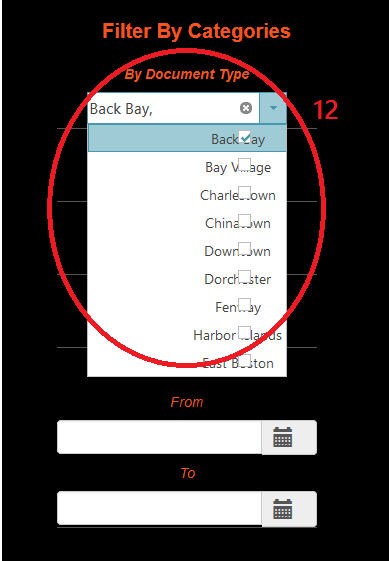 Filter By Categories
By Document Type
Back Bay,
12
Back Bay
Bay Village
Charlestown
Chinatown
Downtown
Dorchester
Fenway
Harbor Islands
East Boston
From
To